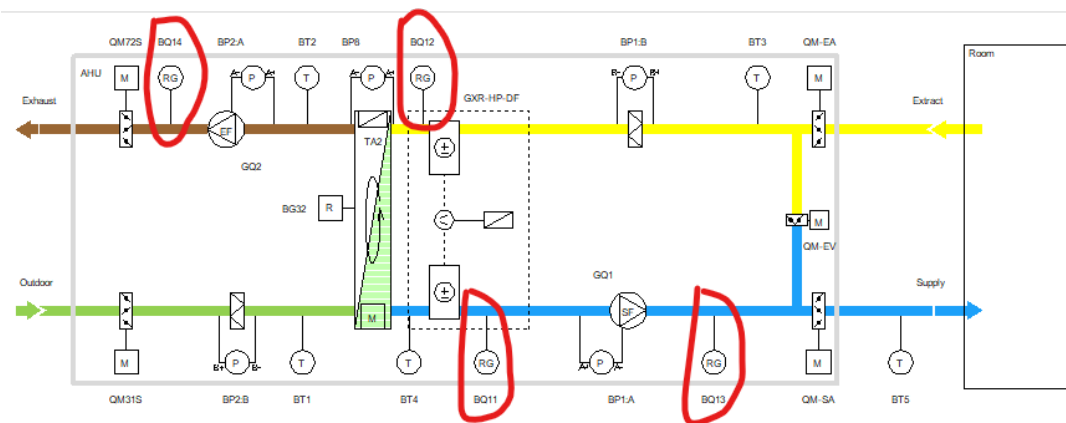 QM72S BQ14 BP2:A BT2 BP8 BQ12 BP1:B BT3 QM-EA
Room
AHU M RG A- P A+ T A- P A+ RG B- P B+ T M
GXR-HP-DF
Exhaust Extract
EF TA2 ±
GQ2
BG32 R
M
QM-EV
Outdoor GQ1 Supply
±
M SF
M B+ P B- T T RG A+ P A- RG M T
QM31S BP2:B BT1 BT4 BQ11 BP1:A BQ13 QM-SA BT5